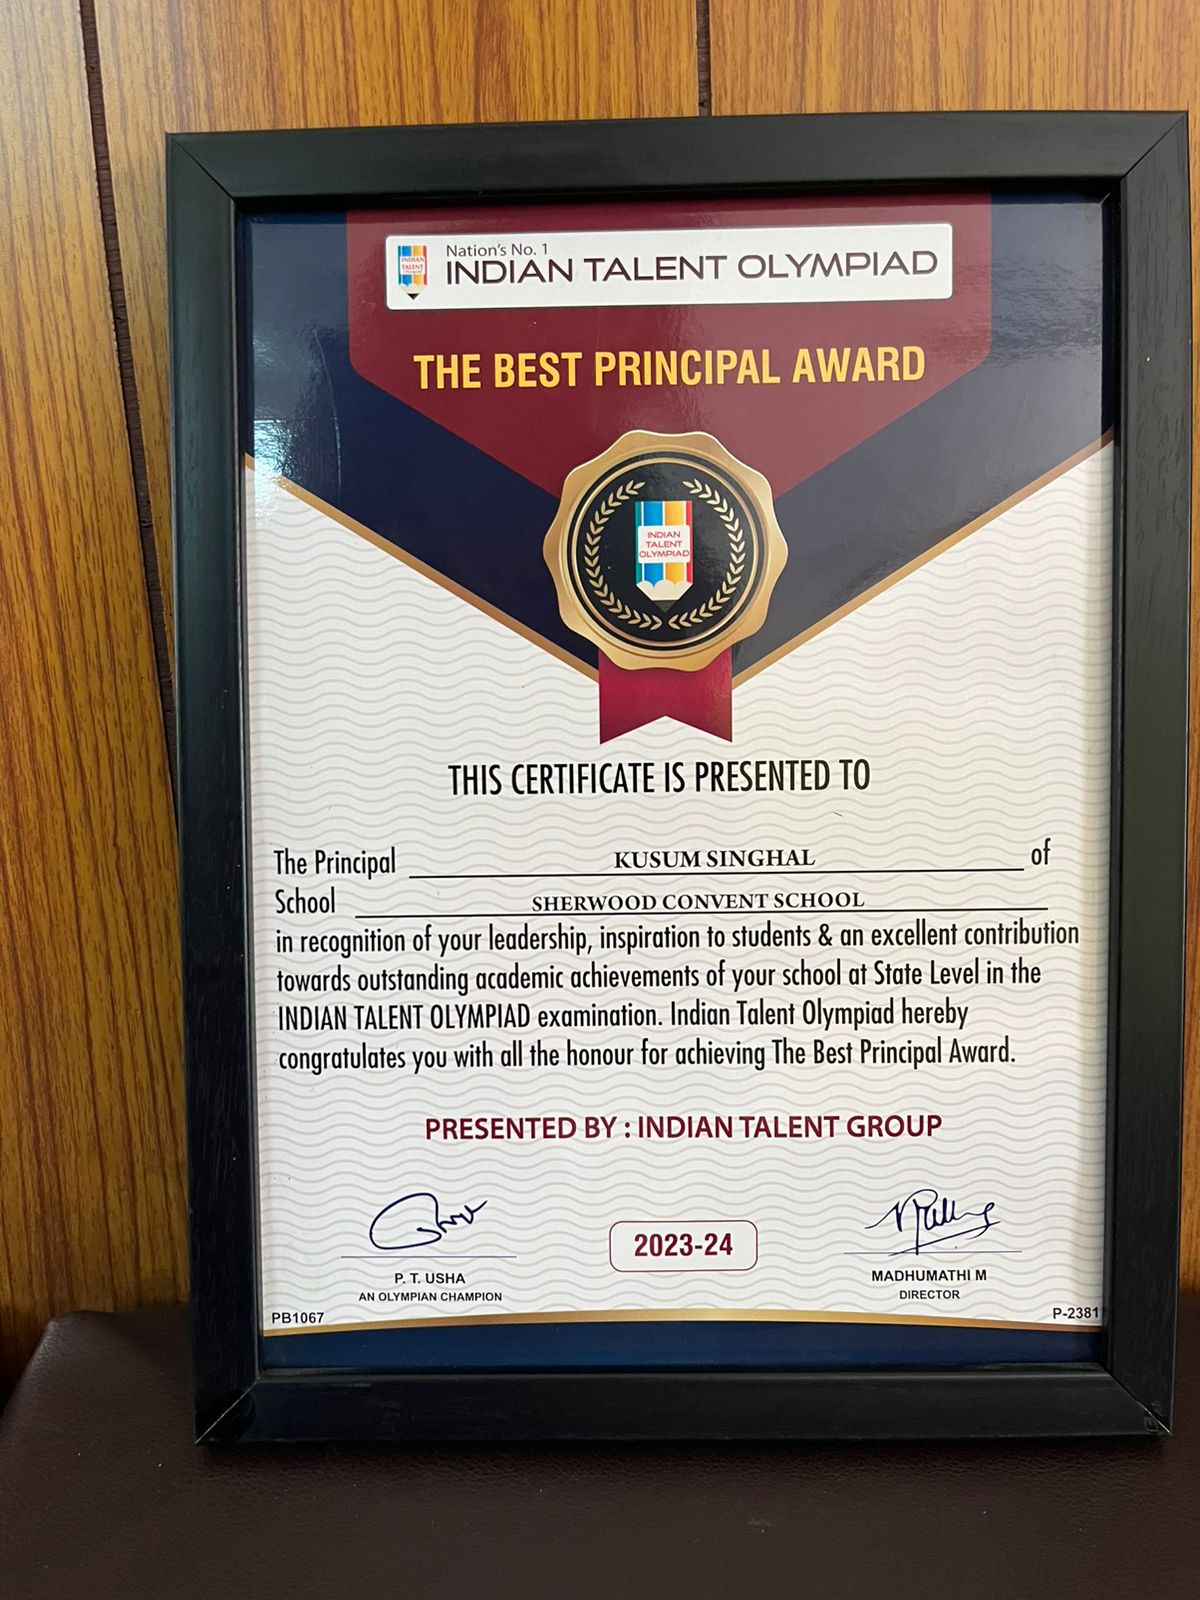 Nation's No. 1
INDIAN TALENT OLYMPIAD
INDIAN
TALENT
THE BEST PRINCIPAL AWARD
INDIAN
TALENT
OLYMPIAD
THIS CERTIFICATE IS PRESENTED TO
The Principal KUSUM SINGHAL of
School SHERWOOD CONVENT SCHOOL
in recognition of your leadership, inspiration to students & an excellent contribution
towards outstanding academic achievements of your school at State Level in the
INDIAN TALENT OLYMPIAD examination. Indian Talent Olympiad hereby
congratulates you with all the honour for achieving The Best Principal Award.
PRESENTED BY : INDIAN TALENT GROUP
2023-24
P. T. USHA
AN OLYMPIAN CHAMPION
MADHUMATHI M
DIRECTOR
PB1067
P-2381